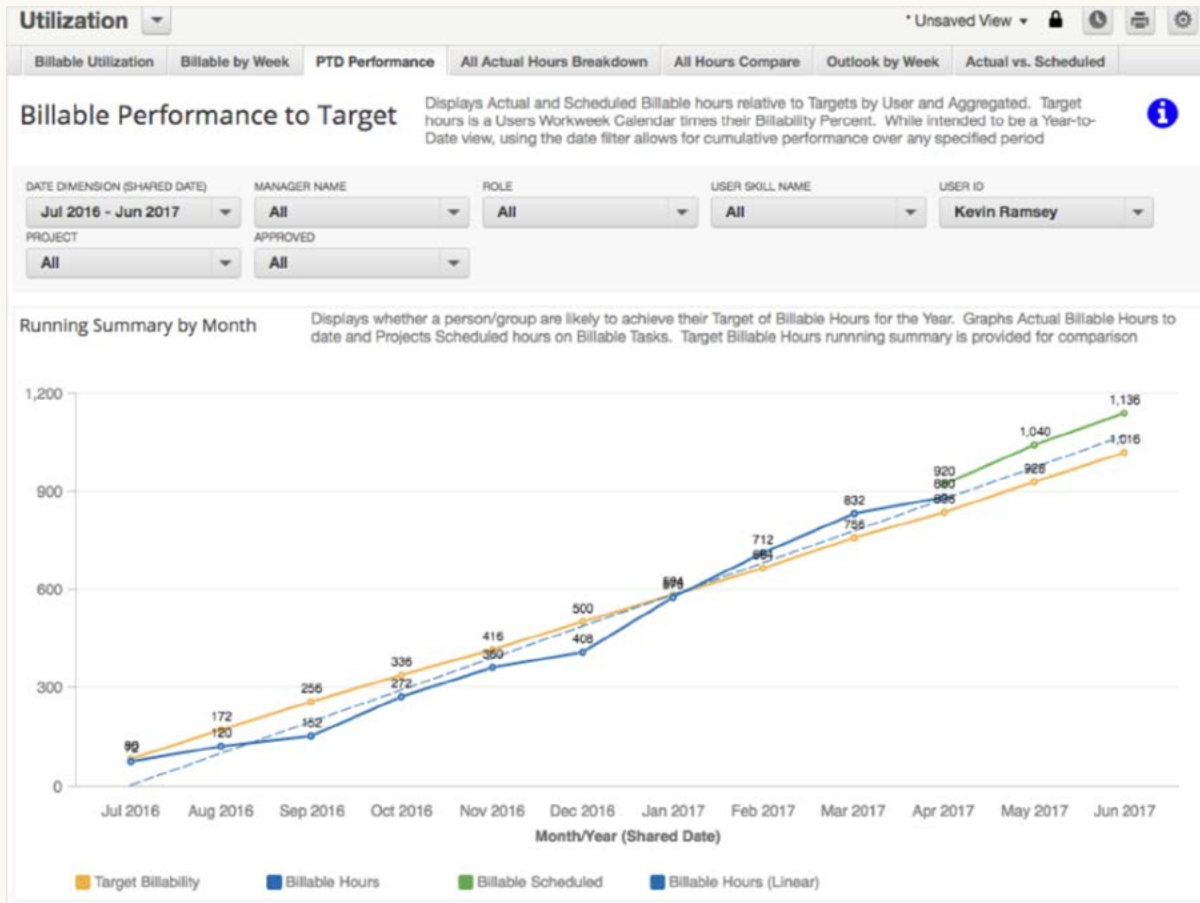 Utilization
* Unsaved View
Billable Utilization
Billable by Week
PTD Performance
All Actual Hours Breakdown
All Hours Compare
Outlook by Week
Actual vs. Scheduled
Billable Performance to Target
Displays Actual and Scheduled Billable hours relative to Targets by User and Aggregated. Target
hours is a Users Workweek Calendar times their Billability Percent. While intended to be a Year-to-
Date view, using the date filter allows for cumulative performance over any specified period
i
DATE DIMENSION (SHARED DATE)
MANAGER NAME
ROLE
USER SKILL NAME
USER ID
Jul 2016 - Jun 2017
All
All
All
Kevin Ramsey
PROJECT
APPROVED
All
All
Running Summary by Month
Displays whether a person/group are likely to achieve their Target of Billable Hours for the Year. Graphs Actual Billable Hours to
date and Projects Scheduled hours on Billable Tasks. Target Billable Hours runnning summary is provided for comparison
1,200
900
600
300
0
172
120
256
152
336
272
416
360
500
408
712
664
832
756
920
880
836
1,040
928
1,136
1,016
Jul 2016
Aug 2016
Sep 2016
Oct 2016
Nov 2016
Dec 2016
Jan 2017
Feb 2017
Mar 2017
Apr 2017
May 2017
Jun 2017
Month/Year (Shared Date)
Target Billability
Billable Hours
Billable Scheduled
Billable Hours (Linear)